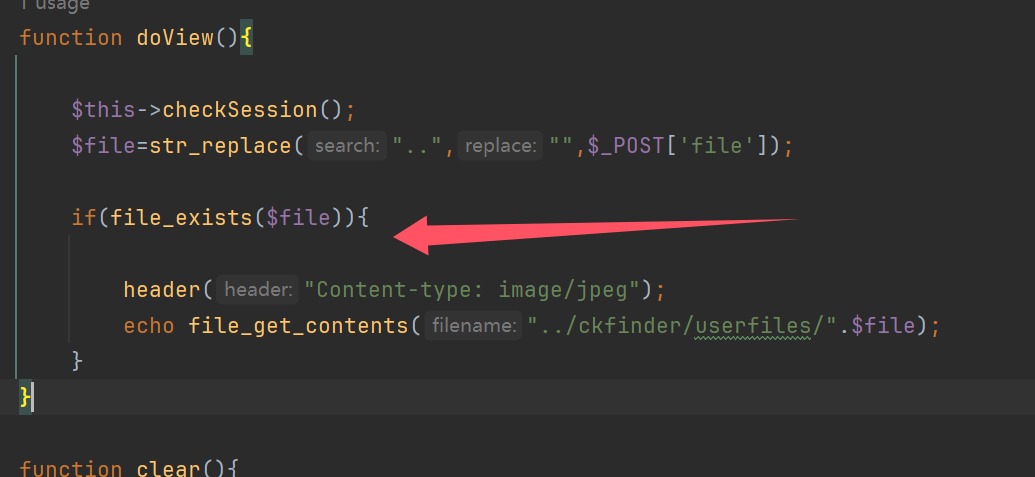 1 usage
function doView(){
$this->checkSession();
$file=str_replace( search: "..", replace: "",$_POST['file']);
if(file_exists($file)){
header( header: "Content-type: image/jpeg");
echo file_get_contents( filename: "../ckfinder/userfiles/".$file);
}
}
function clear(){